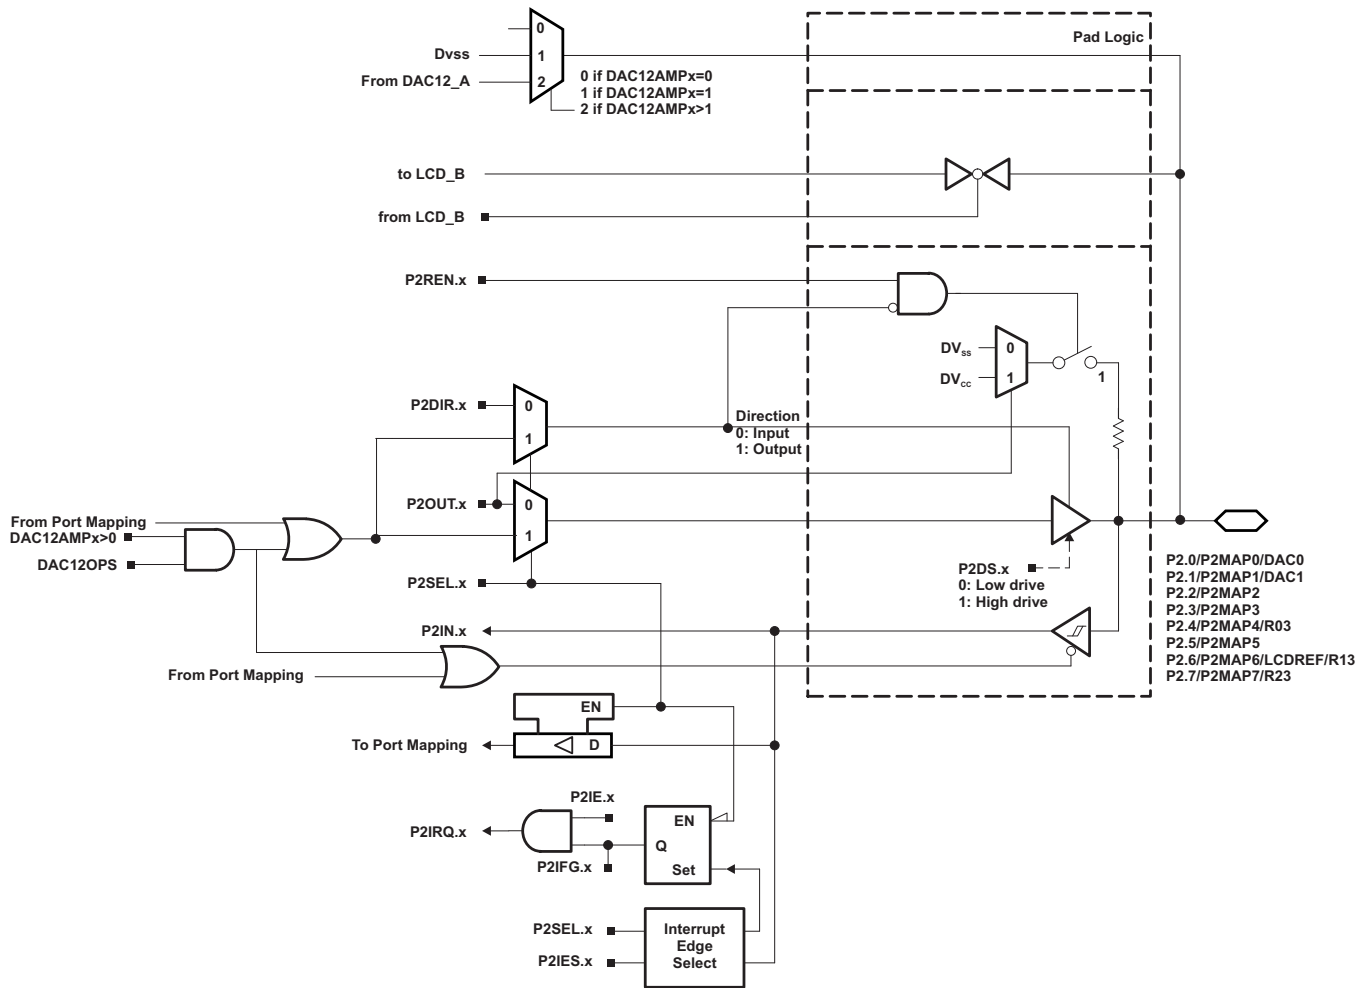 0
Pad Logic
Dvss
1
From DAC12_A
2
0 if DAC12AMPx=0
1 if DAC12AMPx=1
2 if DAC12AMPx>1
to LCD_B
from LCD_B
P2REN.x
DVss
0
DVcc
1
1
P2DIR.x
0
1
Direction
0: Input
1: Output
P2OUT.x
0
1
From Port Mapping
DAC12AMPx>0
DAC12OPS
P2SEL.x
P2DS.x
0: Low drive
1: High drive
P2.0/P2MAP0/DAC0
P2.1/P2MAP1/DAC1
P2.2/P2MAP2
P2.3/P2MAP3
P2.4/P2MAP4/R03
P2.5/P2MAP5
P2.6/P2MAP6/LCDREF/R13
P2.7/P2MAP7/R23
P2IN.x
From Port Mapping
EN
To Port Mapping
D
P2IE.x
P2IRQ.x
EN
Q
P2IFG.x
Set
P2SEL.x
P2IES.x
Interrupt
Edge
Select